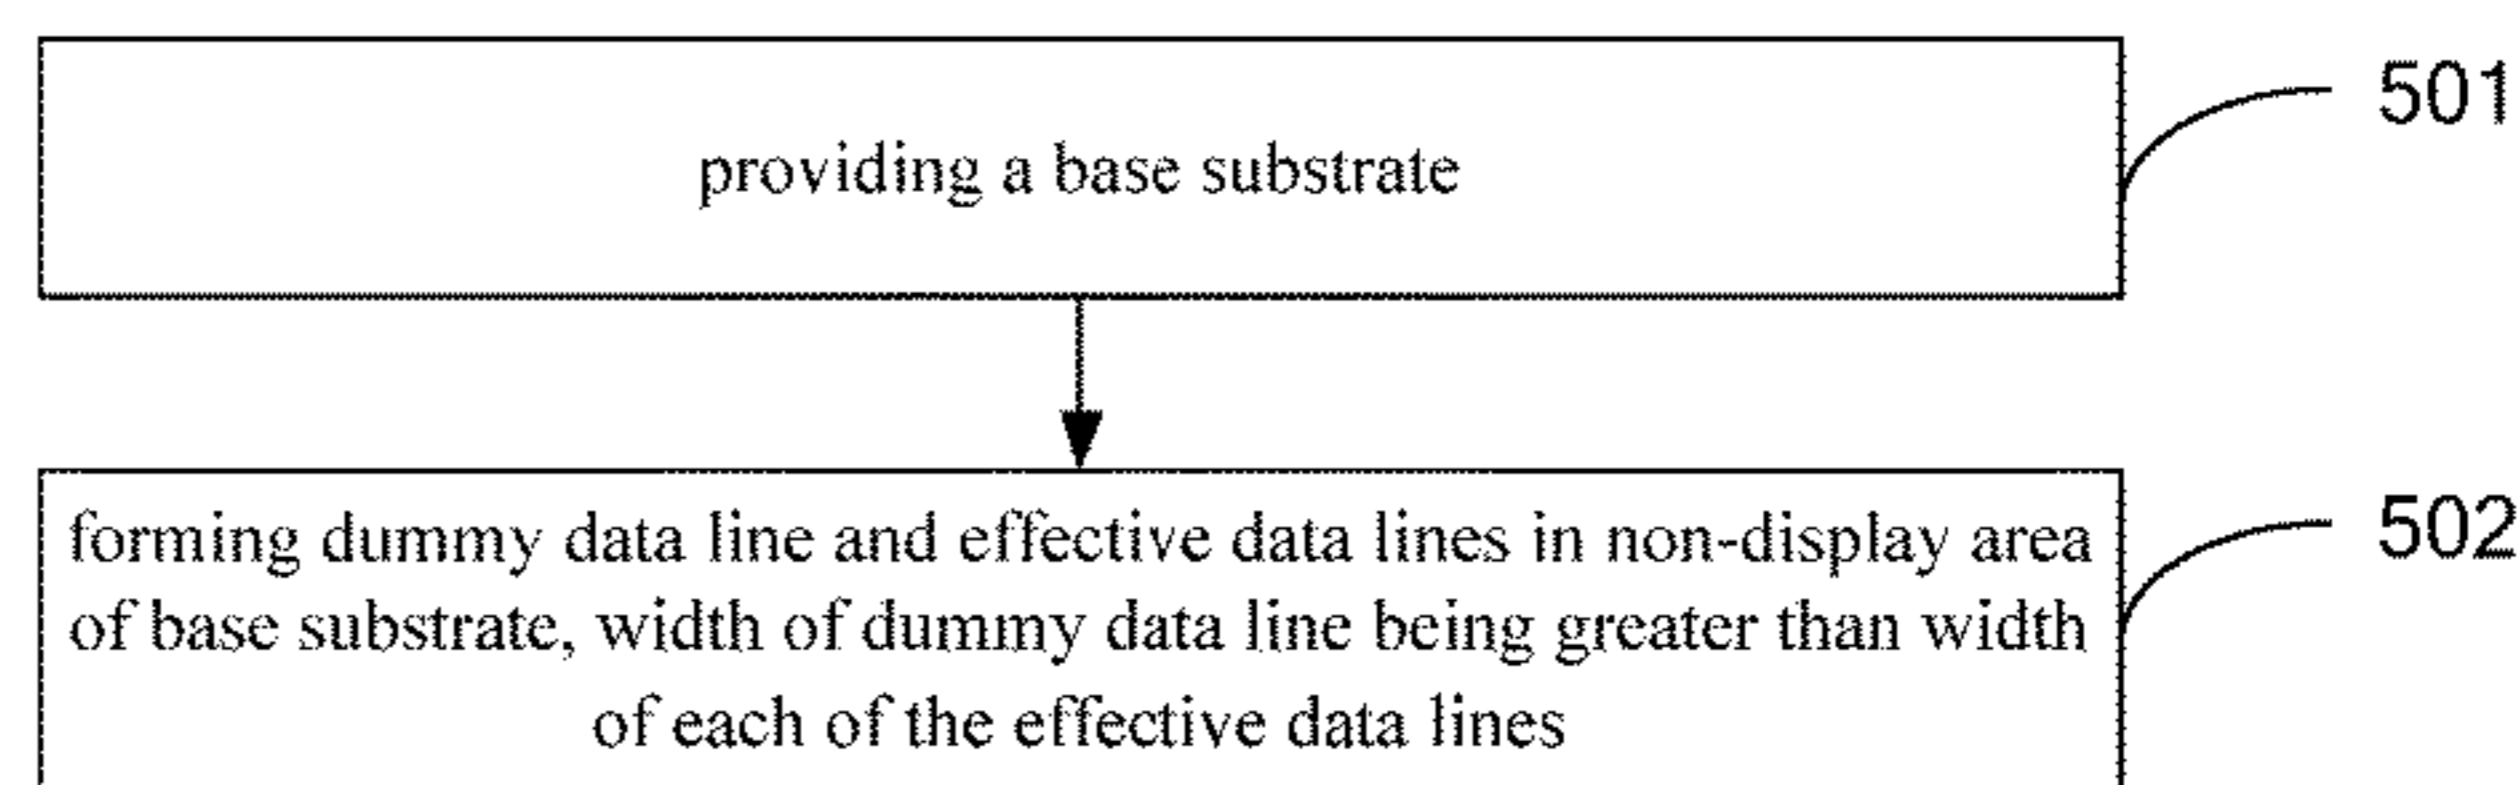 501
providing a base substrate
502
forming dummy data line and effective data lines in non-display area
of base substrate, width of dummy data line being greater than width
of each of the effective data lines